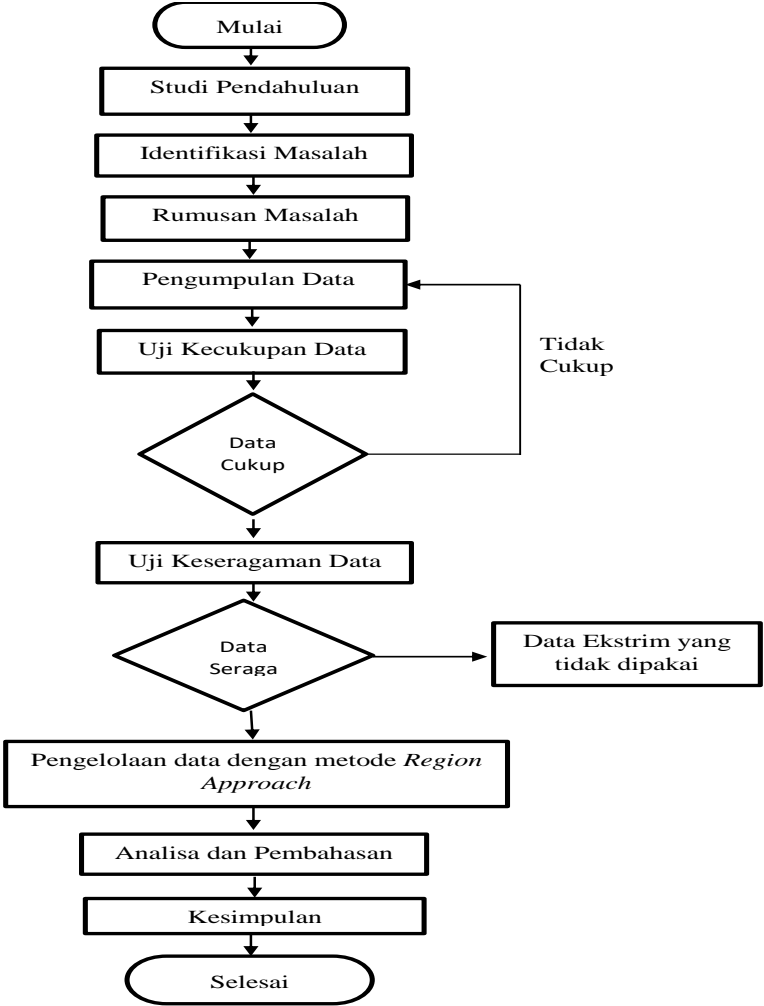 Mulai
Studi Pendahuluan
Identifikasi Masalah
Rumusan Masalah
Pengumpulan Data
Uji Kecukupan Data
Tidak
Cukup
Data
Cukup
Uji Keseragaman Data
Data
Seraga
Data Ekstrim yang
tidak dipakai
Pengelolaan data dengan metode Region
Approach
Analisa dan Pembahasan
Kesimpulan
Selesai